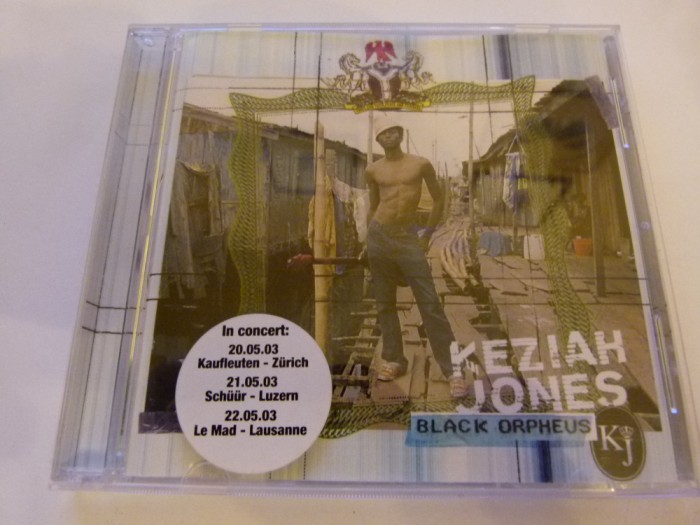 In concert:
20.05.03
Kaufleuten - Zürich
21.05.03
Schüür - Luzern
22.05.03
Le Mad - Lausanne
KEZIAH
JONES
BLACK ORPHEUS
KJ